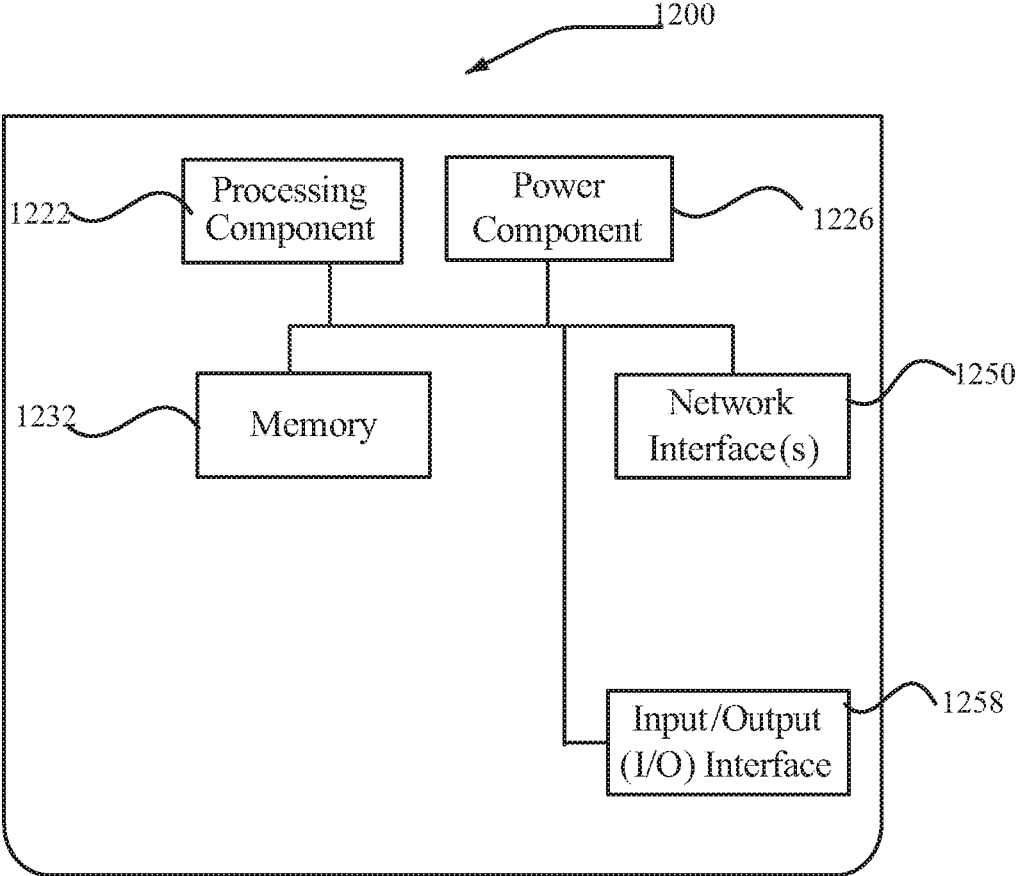 1200
1222
Processing
Component
Power
Component
1226
1232
Memory
Network
Interface(s)
1250
Input/Output
(I/O) Interface
1258